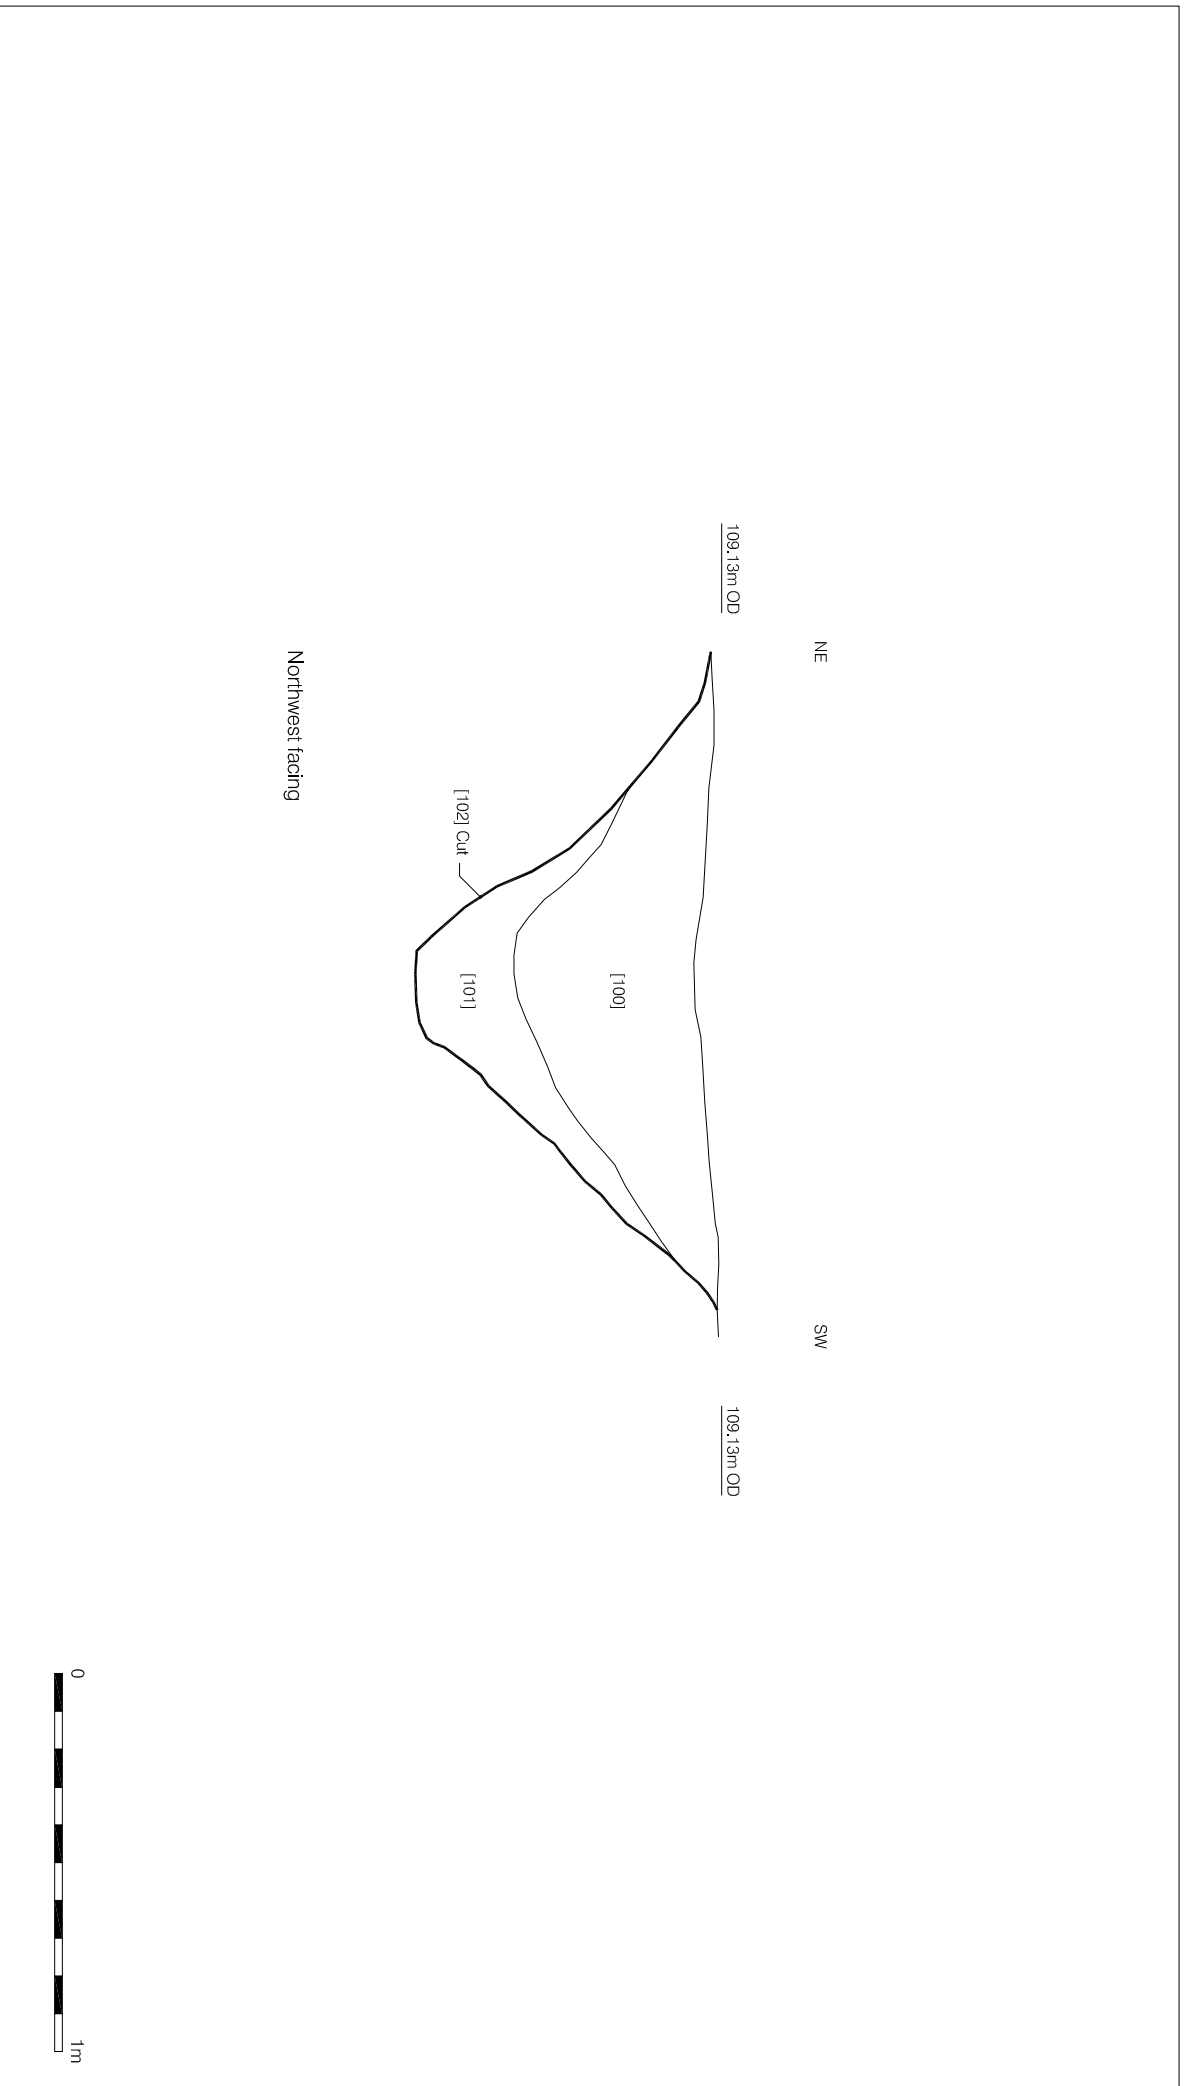 NE
SW
109.13m OD
109.13m OD
[100]
[101]
[102] Cut
Northwest facing
0
1m